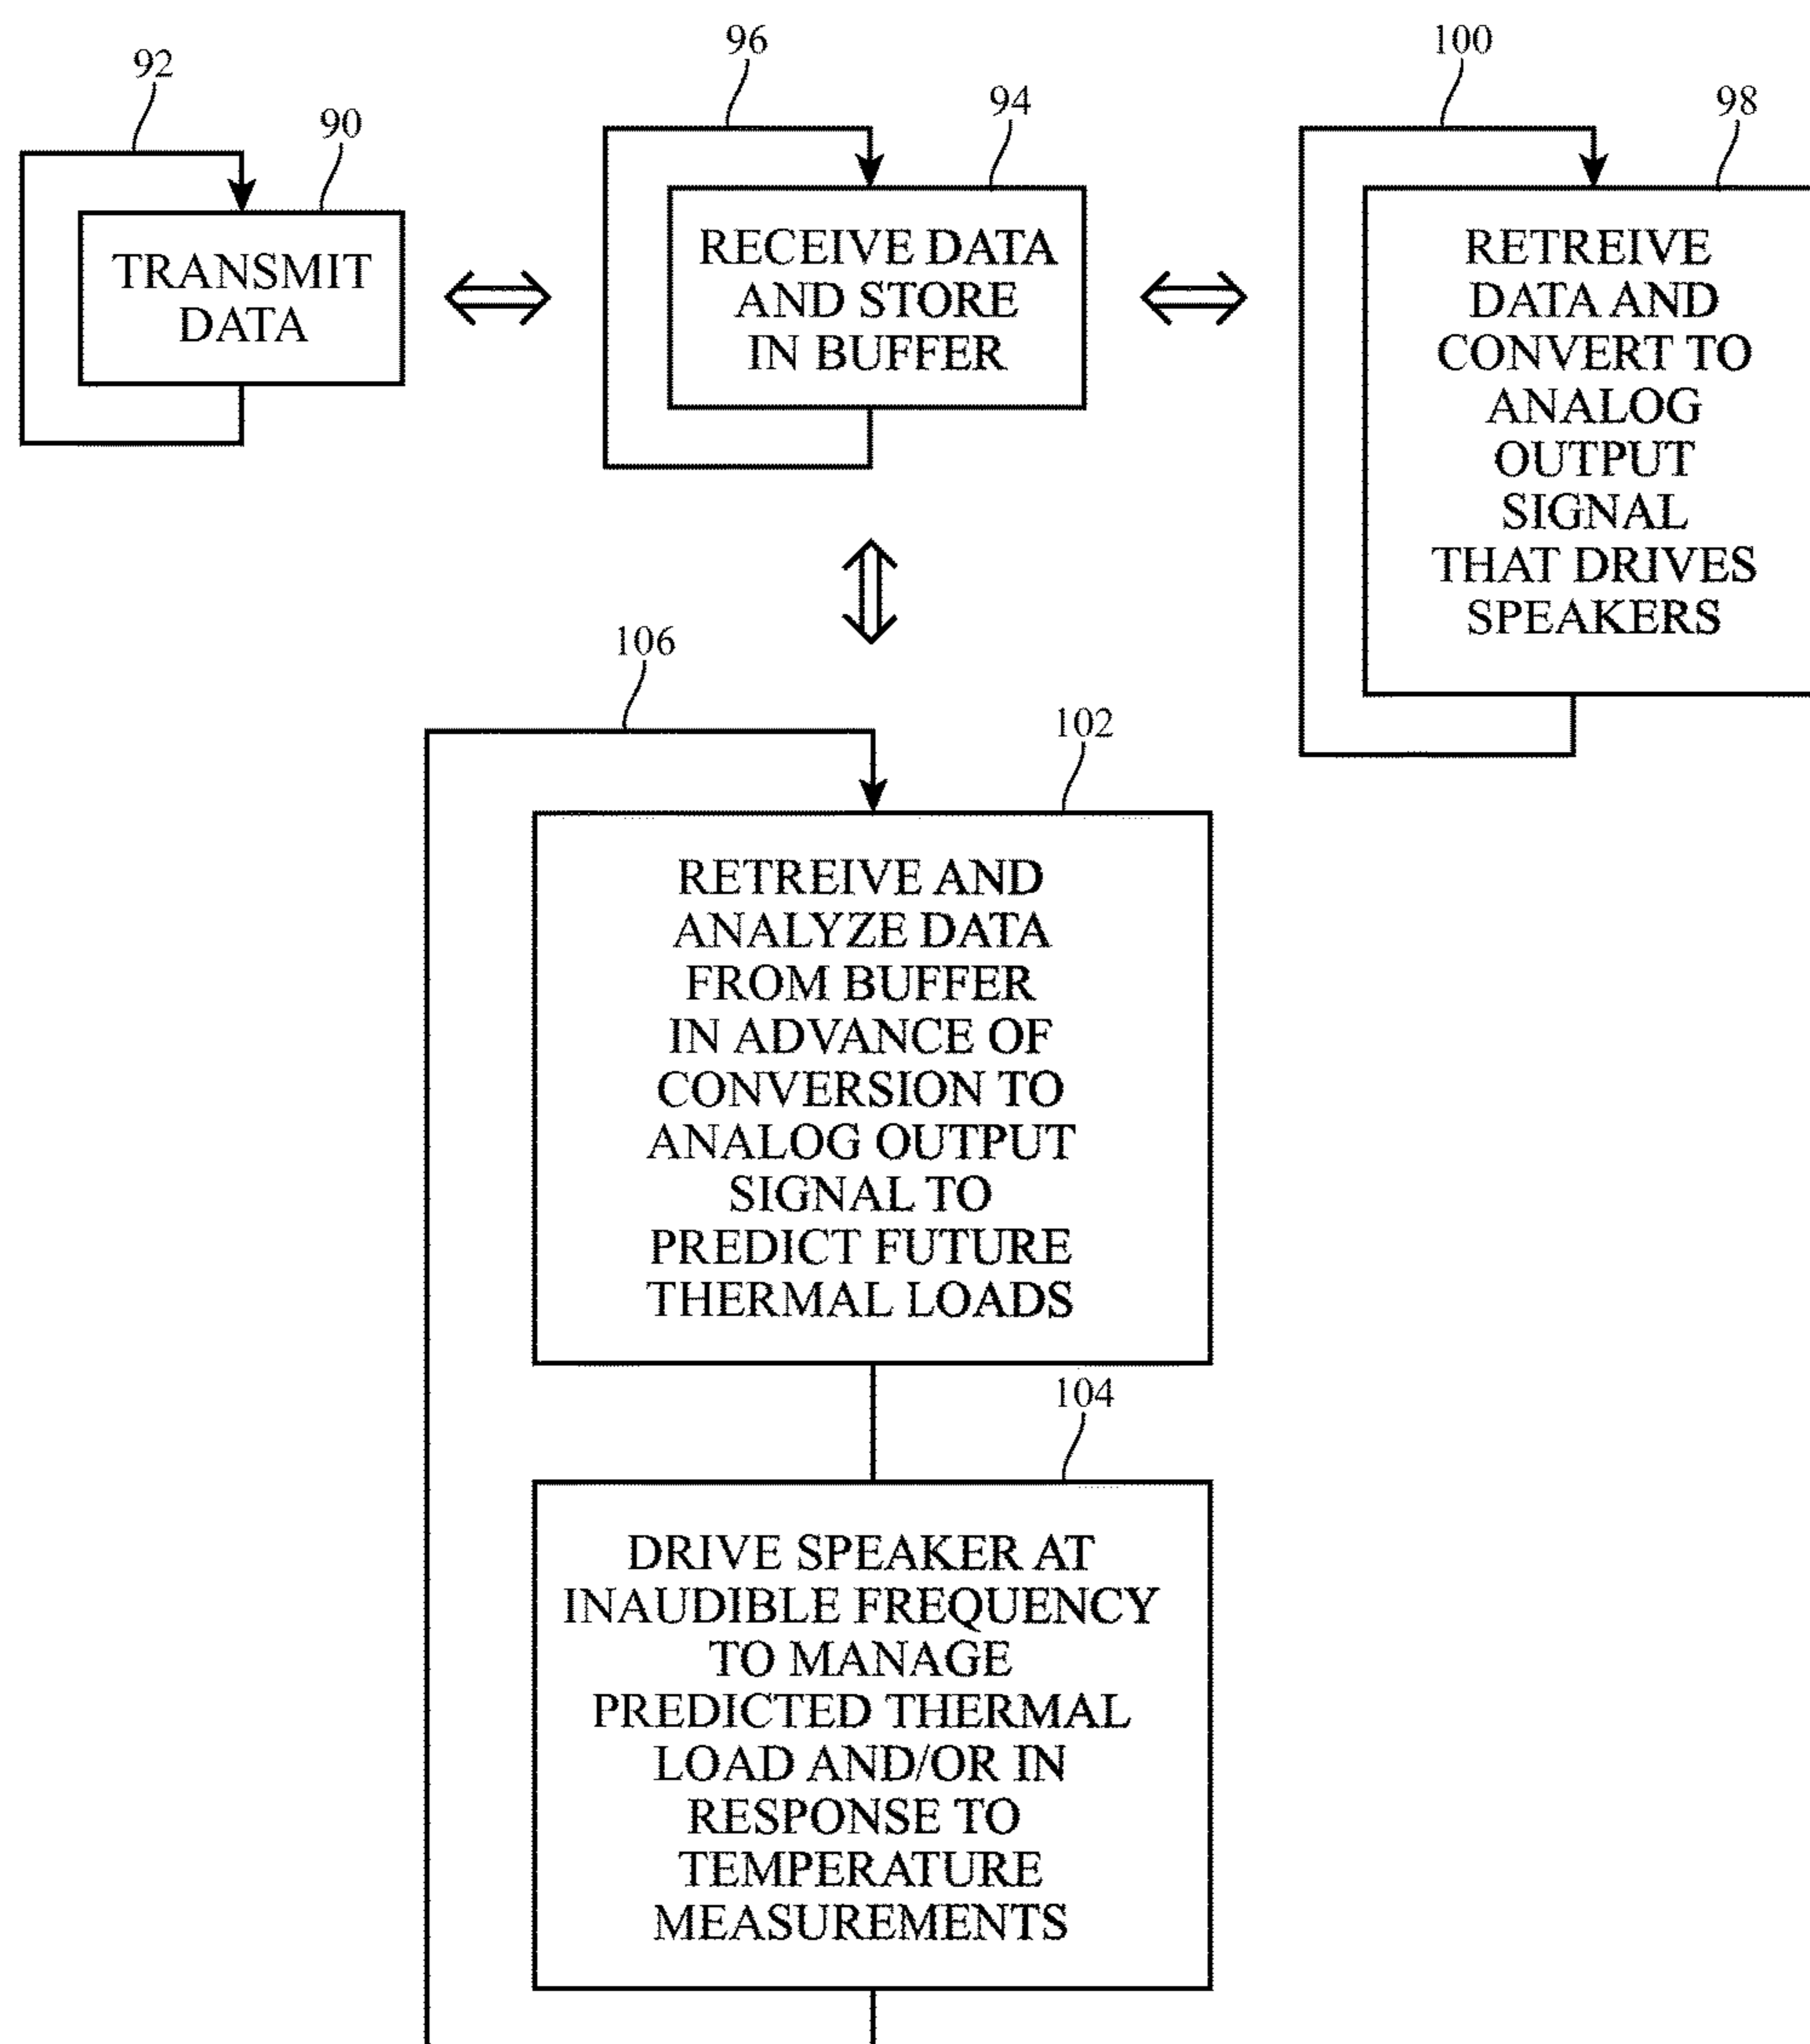 92
90
TRANSMIT
DATA
96
94
RECEIVE DATA
AND STORE
IN BUFFER
100
98
RETREIVE
DATA AND
CONVERT TO
ANALOG
OUTPUT
SIGNAL
THAT DRIVES
SPEAKERS
106
102
RETREIVE AND
ANALYZE DATA
FROM BUFFER
IN ADVANCE OF
CONVERSION TO
ANALOG OUTPUT
SIGNAL TO
PREDICT FUTURE
THERMAL LOADS
104
DRIVE SPEAKER AT
INAUDIBLE FREQUENCY
TO MANAGE
PREDICTED THERMAL
LOAD AND/OR IN
RESPONSE TO
TEMPERATURE
MEASUREMENTS